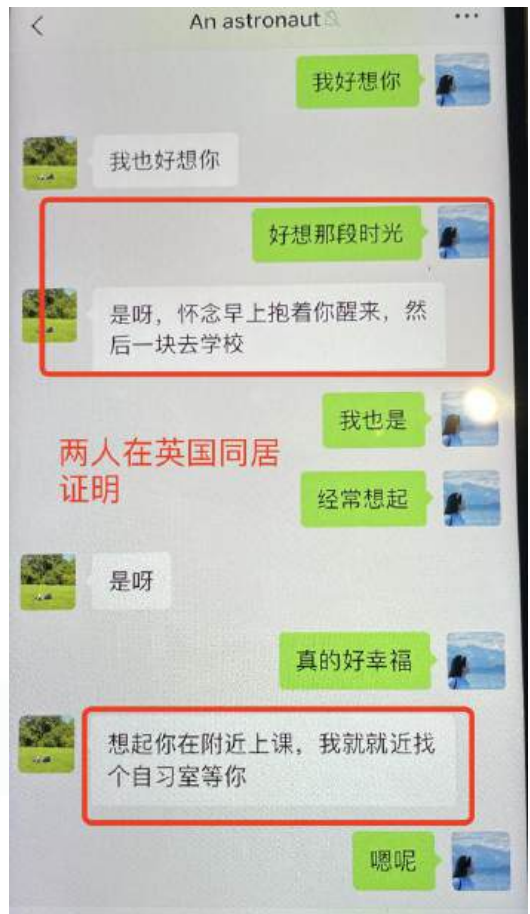 An astronaut
我好想你
我也好想你
好想那段时光
是呀，怀念早上抱着你醒来，然
后一块去学校
我也是
两人在英国同居
证明
经常想起
是呀
真的好幸福
想起你在附近上课，我就就近找
个自习室等你
嗯呢